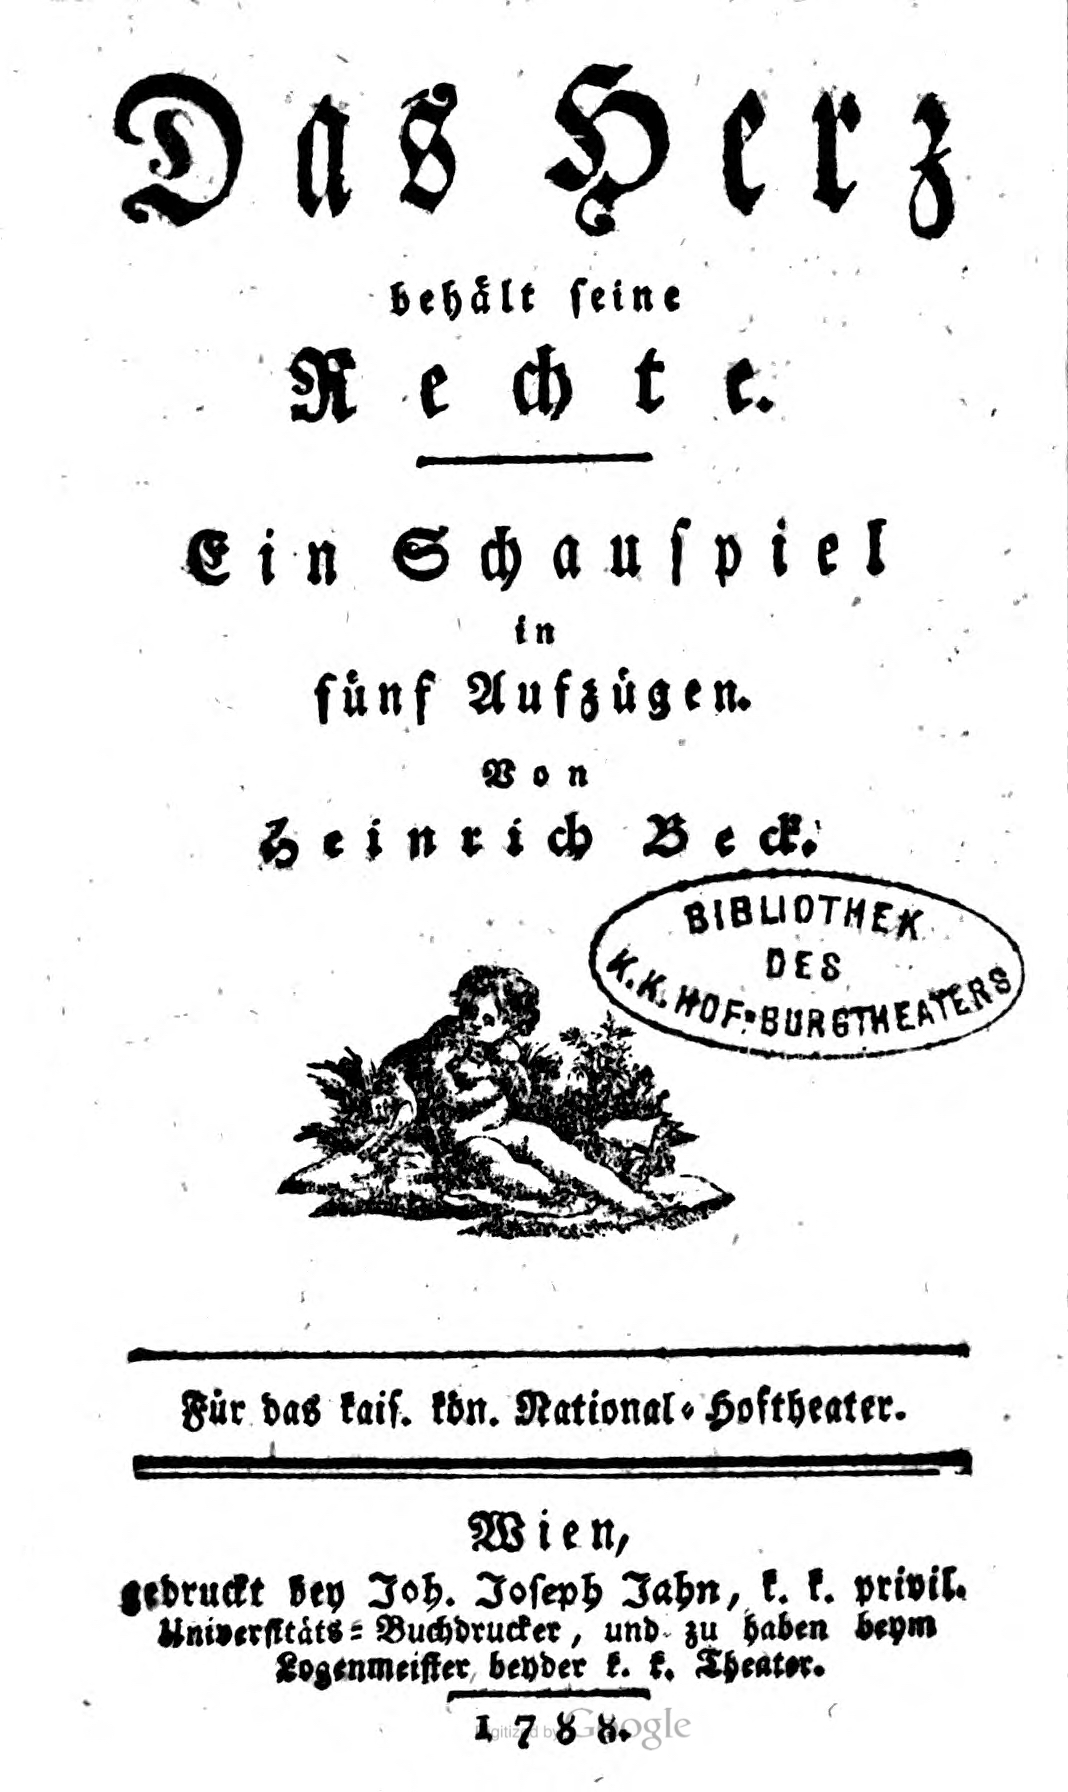 Das Herz
behält seine
Rechte.
Ein Schauspiel
in
fünf Aufzügen.
Von
Heinrich Beck.
BIBLIOTHEK
DES
K.K. HOF-BURGTHEATERS
Für das kais. kön. National-Hoftheater.
Wien,
gedruckt bey Joh. Joseph Jahn, k. k. privil.
Universitäts-Buchdrucker, und zu haben beym
Logenmeister beyder k. k. Theater.
1788.
Digitized by Google